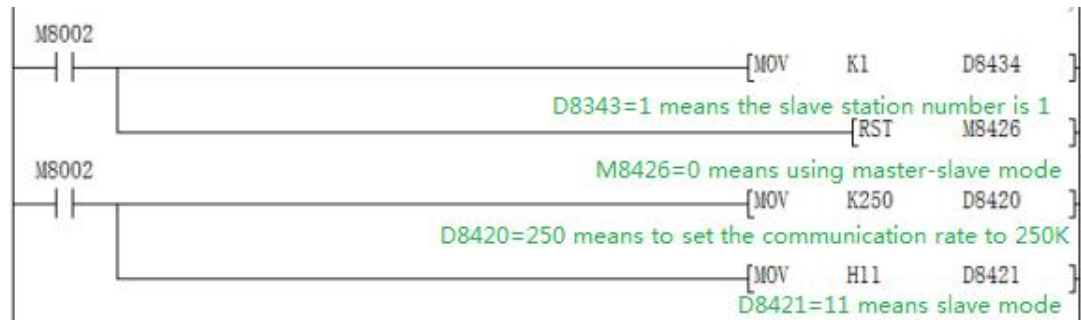 M8002
[MOV K1 D8434 ]
D8343=1 means the slave station number is 1
[RST M8426 ]
M8002
M8426=0 means using master-slave mode
[MOV K250 D8420 ]
D8420=250 means to set the communication rate to 250K
[MOV H11 D8421 ]
D8421=11 means slave mode